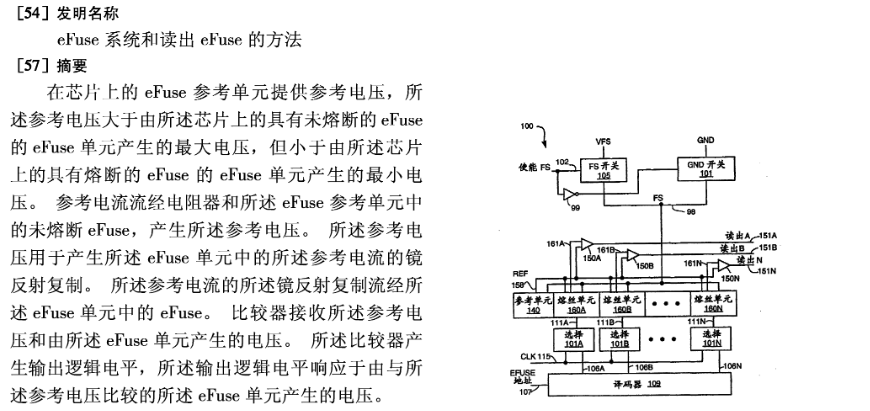 [54] 发明名称
eFuse 系统和读出 eFuse 的方法
[57] 摘要
在芯片上的 eFuse 参考单元提供参考电压，所
述参考电压大于由所述芯片上的具有未熔断的 eFuse
的 eFuse 单元产生的最大电压，但小于由所述芯片
上的具有熔断的 eFuse 的 eFuse 单元产生的最小电
压。 参考电流流经电阻器和所述 eFuse 参考单元中
的未熔断 eFuse，产生所述参考电压。 所述参考电
压用于产生所述 eFuse 单元中的所述参考电流的镜
反射复制。 所述参考电流的所述镜反射复制流经所
述 eFuse 单元中的 eFuse。 比较器接收所述参考电
压和由所述 eFuse 单元产生的电压。 所述比较器产
生输出逻辑电平，所述输出逻辑电平响应于由与所
述参考电压比较的所述 eFuse 单元产生的电压。
100
VFS GND
使能 FS 102 FS 开关 105 GND 开关 101
99 FS 98
读出A 151A
161A 150A 161B 读出B 151B
150B 161N 读出N 151N
150N
REF
158
参考单元 140 熔丝单元 160A 熔丝单元 160B • • • 熔丝单元 160N
111A 111B 111N
选择 101A 选择 101B • • • 选择 101N
CLK 115
106A 106B 106N
EFUSE
地址
107 译码器 109